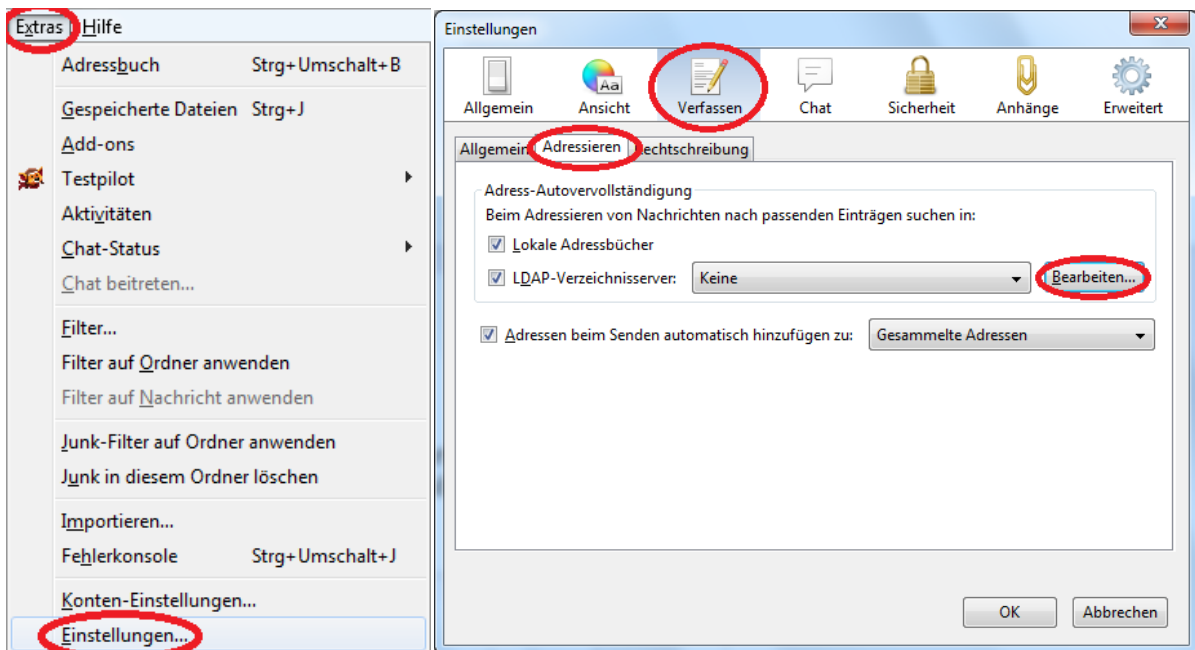 Extras Hilfe
Adressbuch Strg+Umschalt+B
Gespeicherte Dateien Strg+J
Add-ons
Testpilot
Aktivitäten
Chat-Status
Chat beitreten...
Filter...
Filter auf Ordner anwenden
Filter auf Nachricht anwenden
Junk-Filter auf Ordner anwenden
Junk in diesem Ordner löschen
Importieren...
Fehlerkonsole Strg+Umschalt+J
Konten-Einstellungen...
Einstellungen...
Einstellungen
Aa
Allgemein Ansicht Verfassen Chat Sicherheit Anhänge Erweitert
Allgemein Adressieren Rechtschreibung
Adress-Autovervollständigung
Beim Adressieren von Nachrichten nach passenden Einträgen suchen in:
Lokale Adressbücher
LDAP-Verzeichnisserver: Keine Bearbeiten...
Adressen beim Senden automatisch hinzufügen zu: Gesammelte Adressen
OK Abbrechen